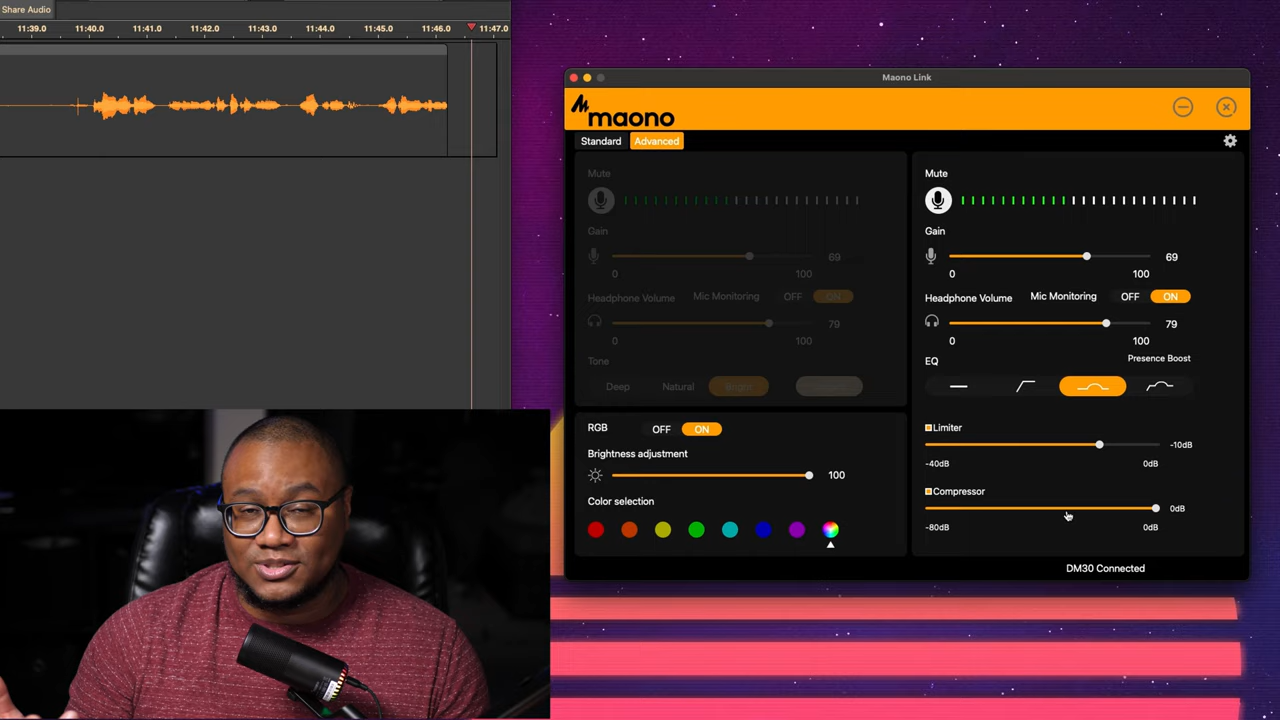 Share Audio
11:39.0 11:40.0 11:41.0 11:42.0 11:43.0 11:44.0 11:45.0 11:46.0 11:47.0
Maono Link
maono
Standard Advanced
Mute
Gain
69
0 100
Headphone Volume Mic Monitoring OFF ON
79
0 100
Tone
Deep Natural Bright
RGB OFF ON
Brightness adjustment
100
Color selection
Mute
Gain
69
0 100
Headphone Volume Mic Monitoring OFF ON
79
0 100
EQ Presence Boost
Limiter
-10dB
-40dB 0dB
Compressor
0dB
-80dB 0dB
DM30 Connected